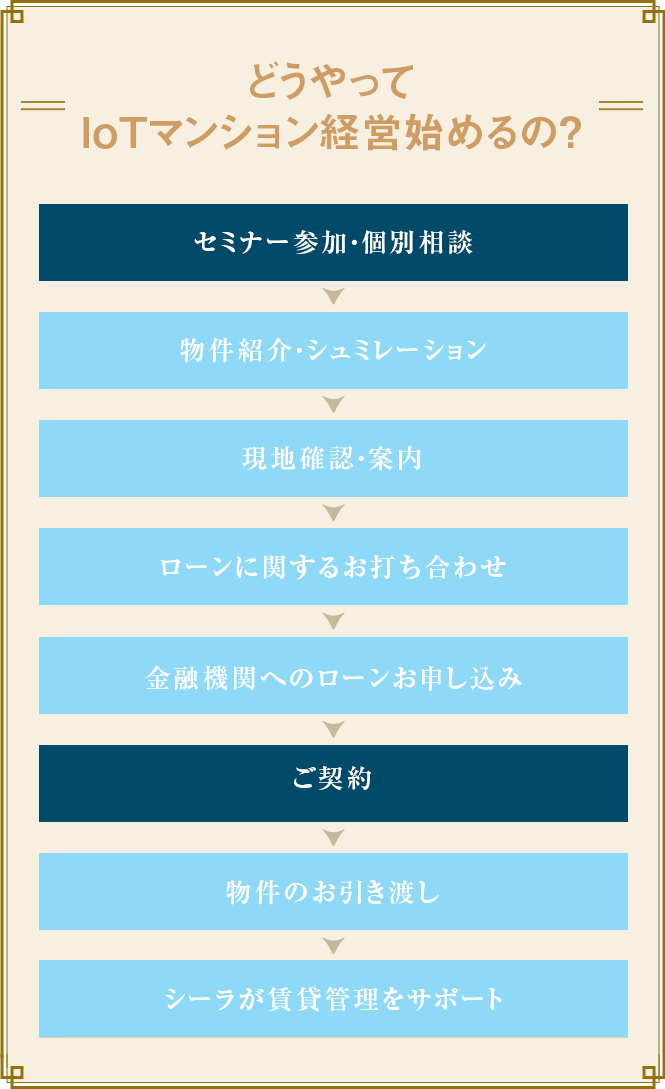 どうやって
IoTマンション経営始めるの?
セミナー参加・個別相談
物件紹介・シュミレーション
現地確認・案内
ローンに関するお打ち合わせ
金融機関へのローンお申し込み
ご契約
物件のお引き渡し
シーラが賃貸管理をサポート